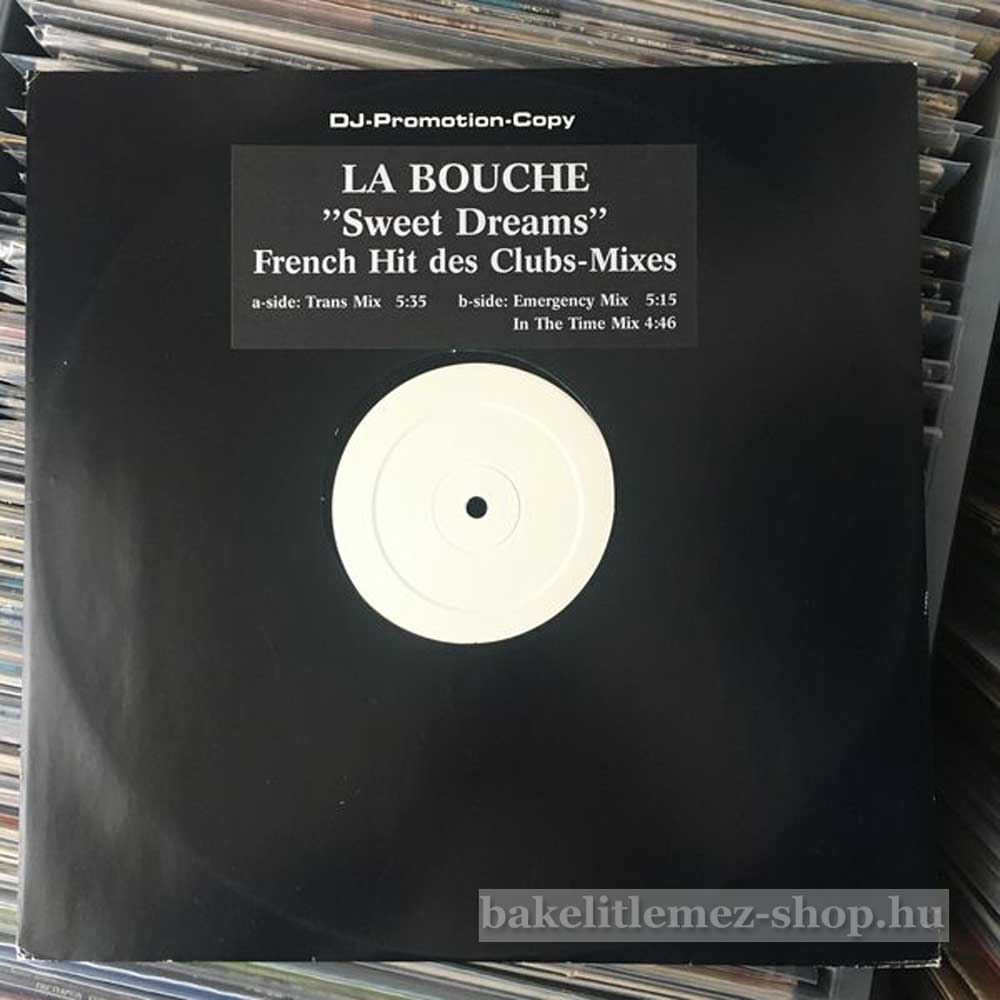 DJ-Promotion-Copy
LA BOUCHE
”Sweet Dreams”
French Hit des Clubs-Mixes
a-side: Trans Mix 5:35 b-side: Emergency Mix 5:15
In The Time Mix 4:46
bakelitlemez-shop.hu